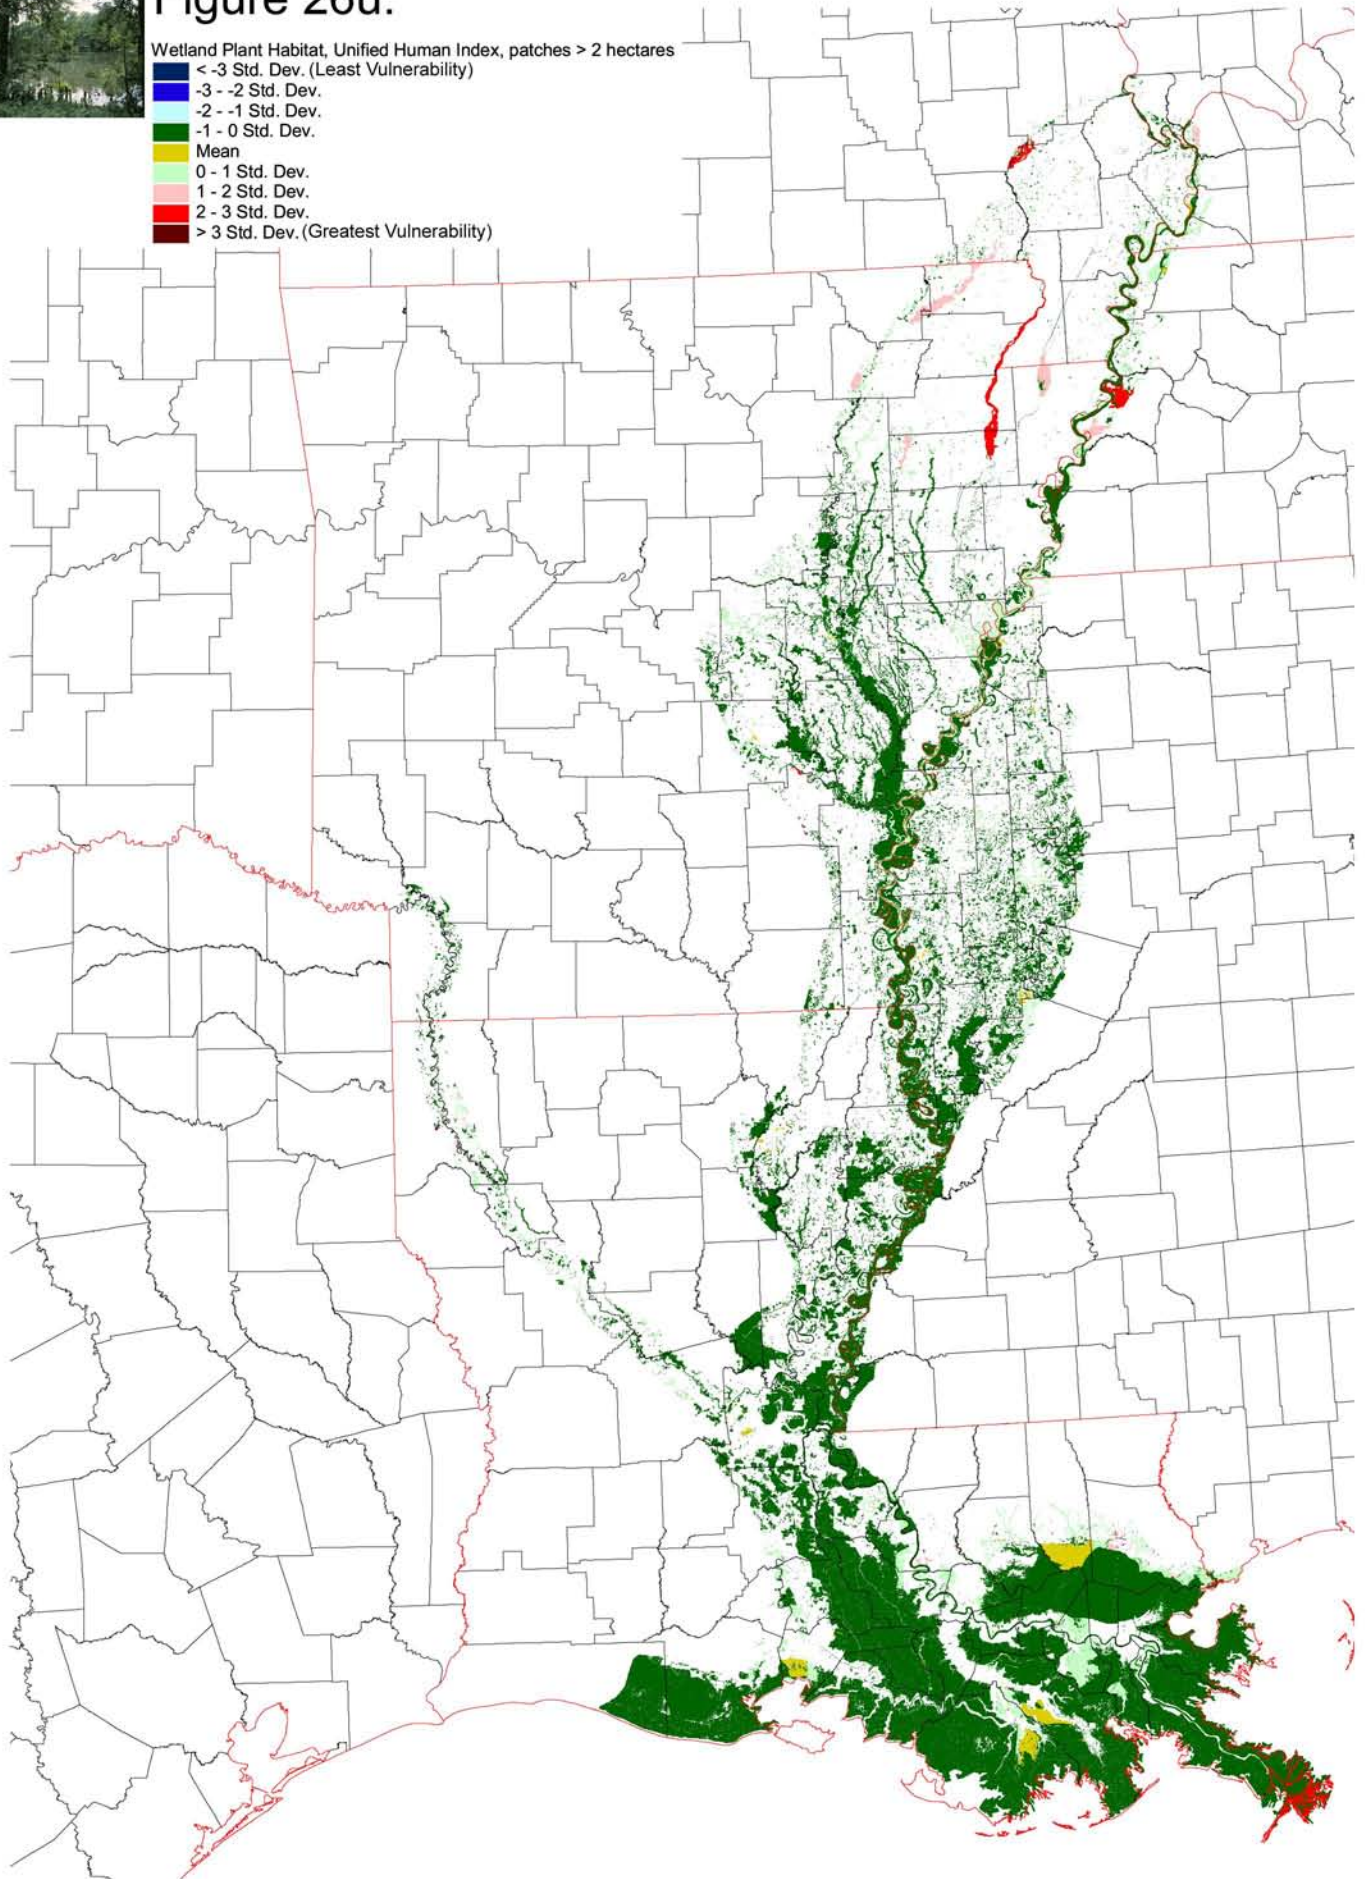 Figure 26d.
Wetland Plant Habitat, Unified Human Index, patches > 2 hectares
< -3 Std. Dev. (Least Vulnerability)
-3 - -2 Std. Dev.
-2 - -1 Std. Dev.
-1 - 0 Std. Dev.
Mean
0 - 1 Std. Dev.
1 - 2 Std. Dev.
2 - 3 Std. Dev.
> 3 Std. Dev. (Greatest Vulnerability)